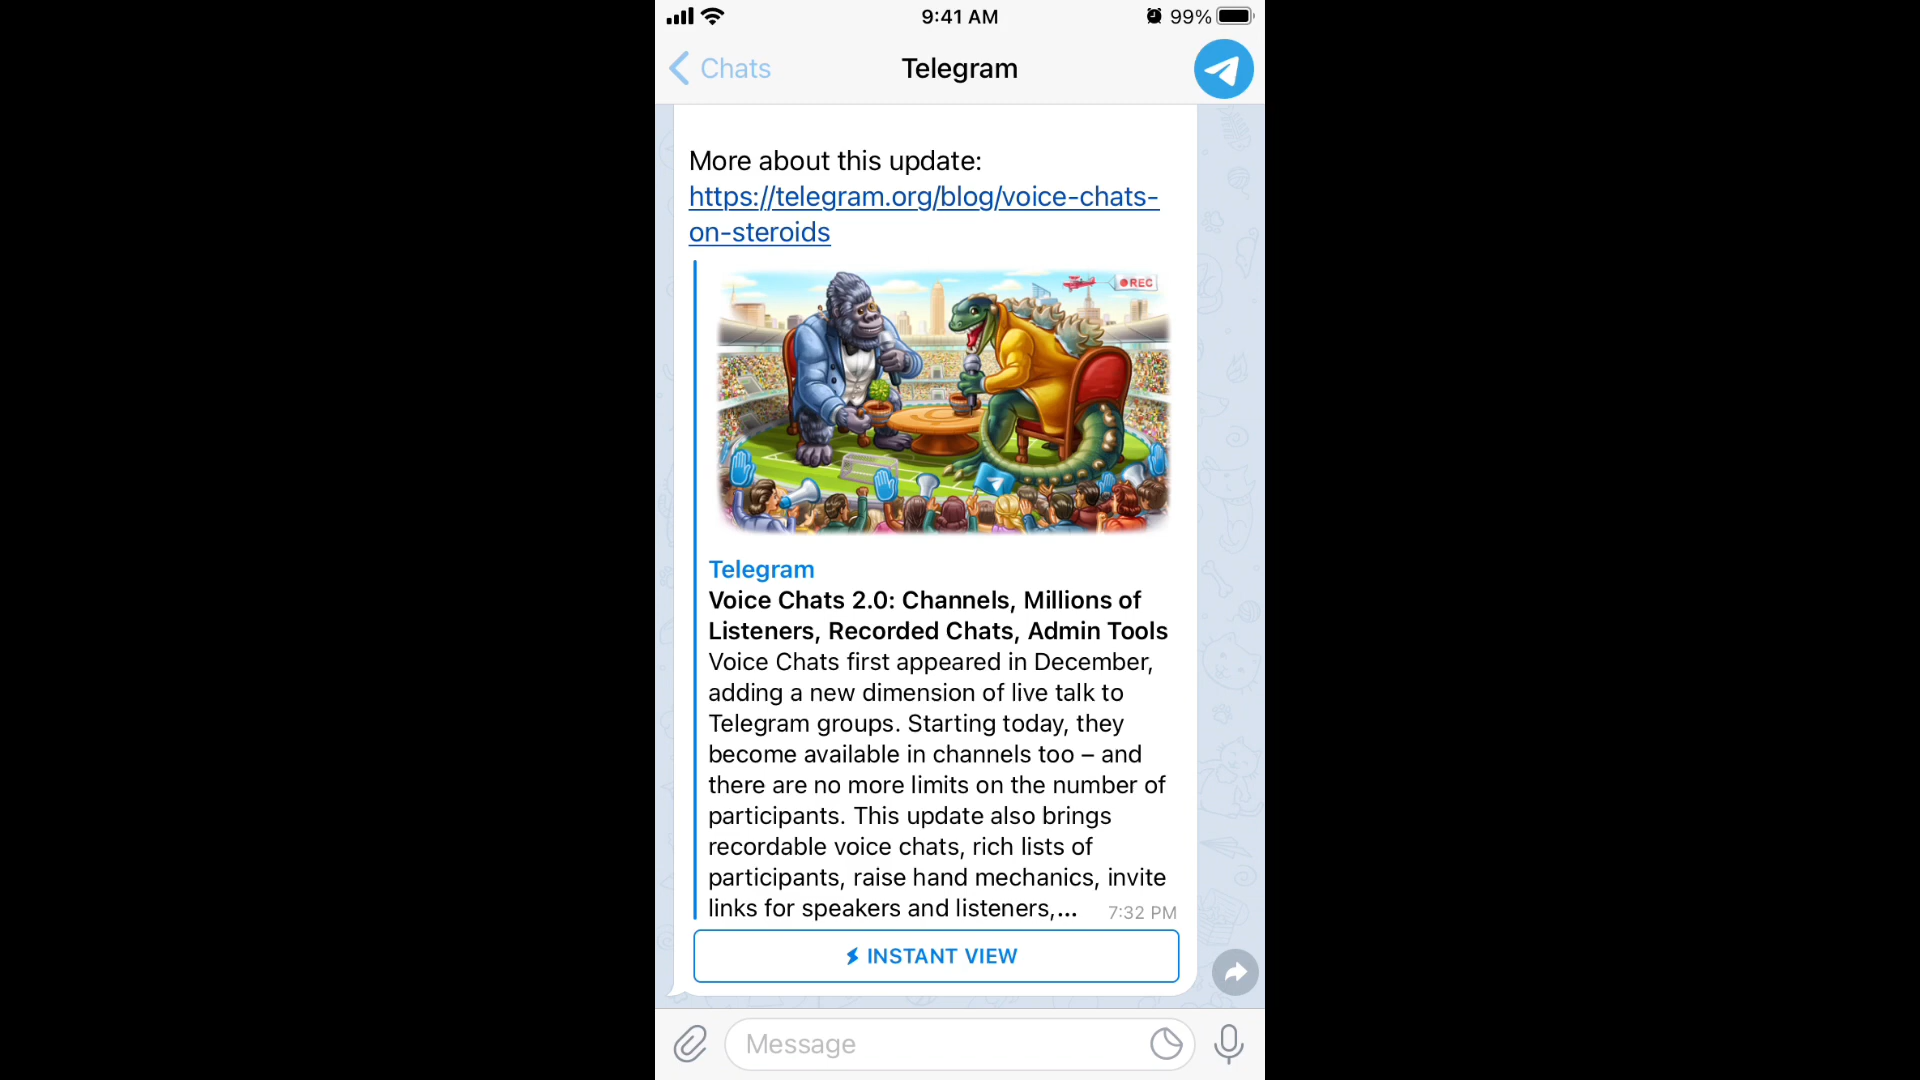 9:41 AM
99%
Chats
Telegram
More about this update:
https://telegram.org/blog/voice-chats-
on-steroids
REC
Telegram
Voice Chats 2.0: Channels, Millions of
Listeners, Recorded Chats, Admin Tools
Voice Chats first appeared in December,
adding a new dimension of live talk to
Telegram groups. Starting today, they
become available in channels too – and
there are no more limits on the number of
participants. This update also brings
recordable voice chats, rich lists of
participants, raise hand mechanics, invite
links for speakers and listeners,...
7:32 PM
INSTANT VIEW
Message